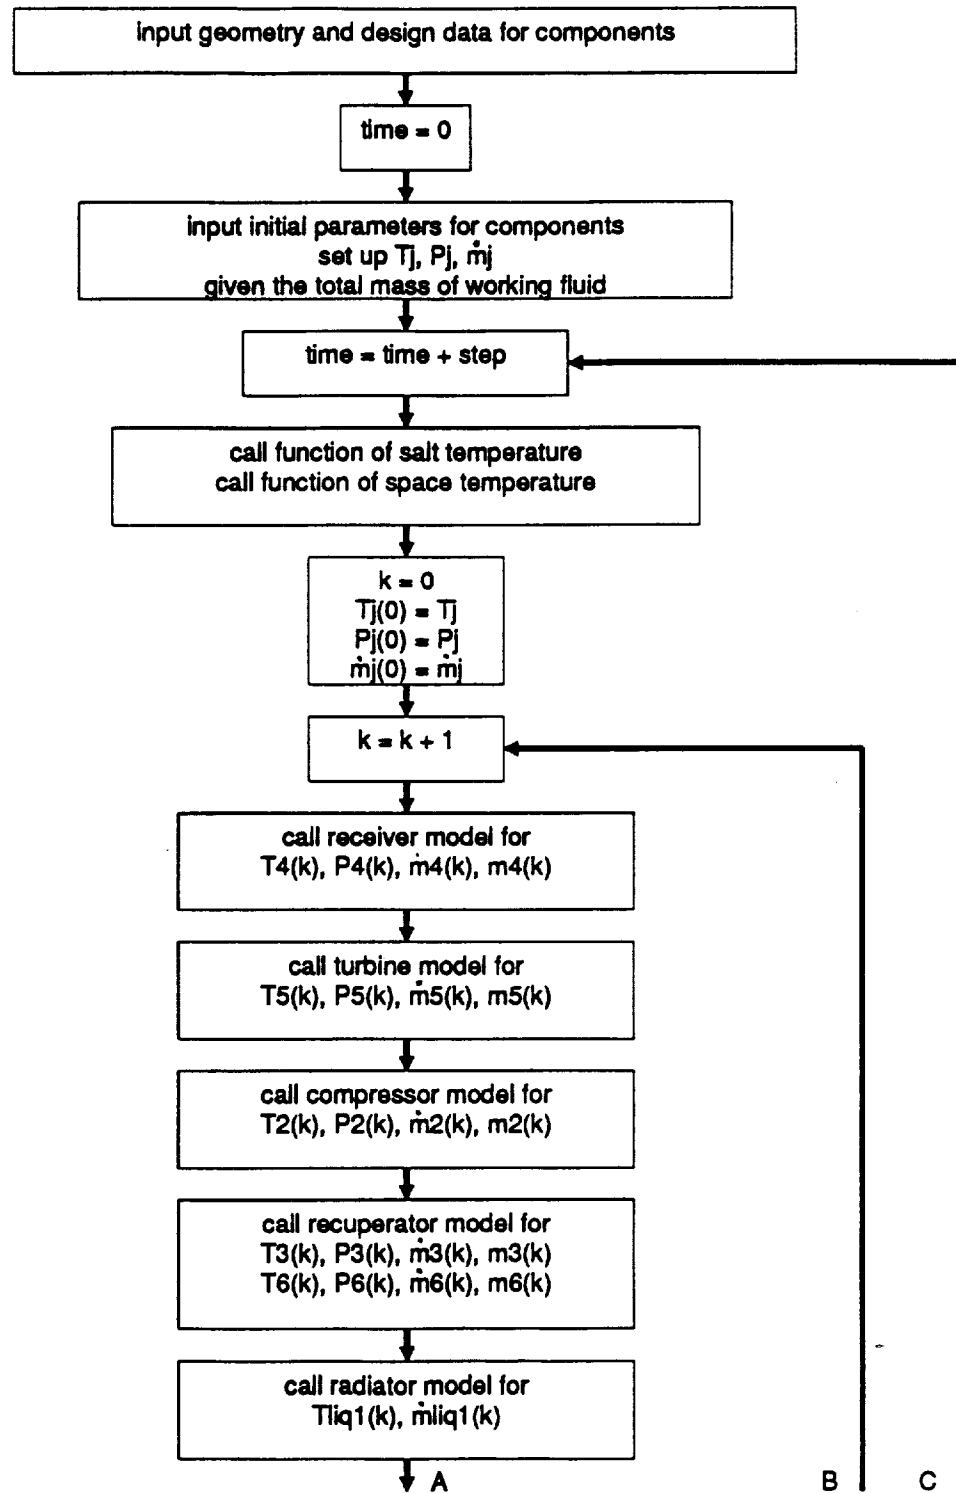 input geometry and design data for components
time = 0
input initial parameters for components
set up Tj, Pj, ṁj
given the total mass of working fluid
time = time + step
call function of salt temperature
call function of space temperature
k = 0
Tj(0) = Tj
Pj(0) = Pj
ṁj(0) = ṁj
k = k + 1
call receiver model for
T4(k), P4(k), ṁ4(k), m4(k)
call turbine model for
T5(k), P5(k), ṁ5(k), m5(k)
call compressor model for
T2(k), P2(k), ṁ2(k), m2(k)
call recuperator model for
T3(k), P3(k), ṁ3(k), m3(k)
T6(k), P6(k), ṁ6(k), m6(k)
call radiator model for
Tliq1(k), ṁliq1(k)
A B C